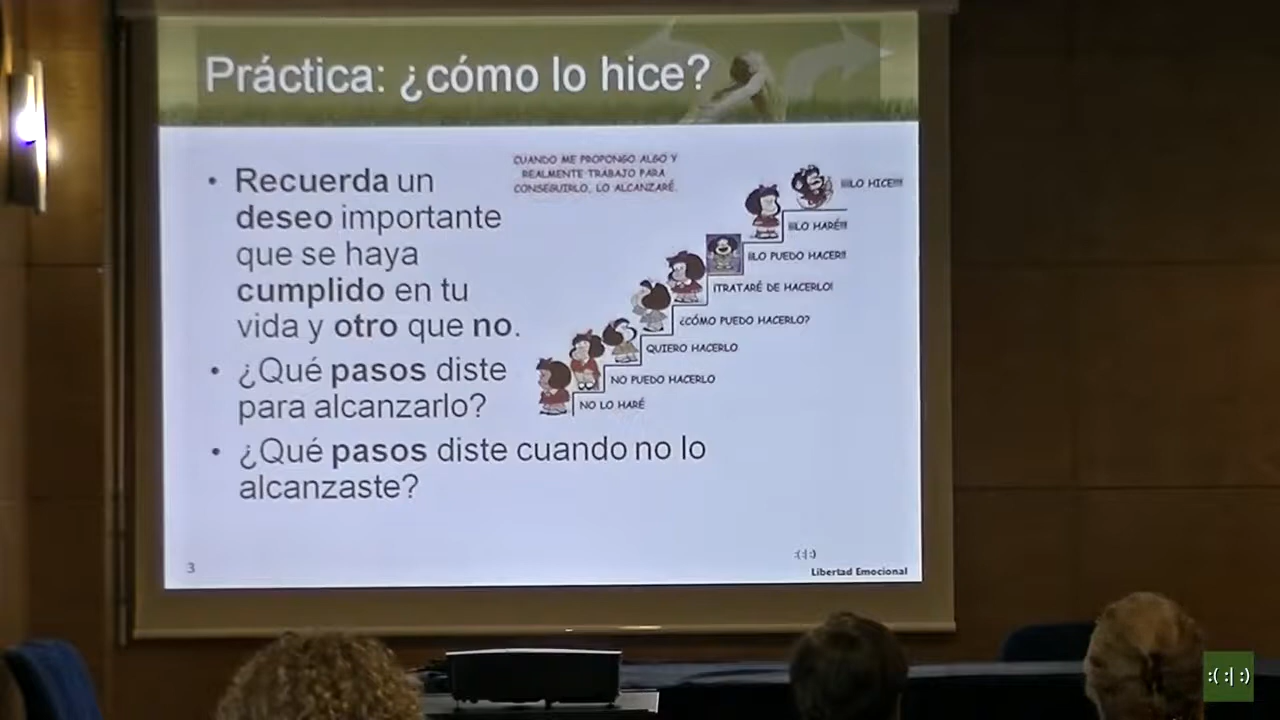 Práctica: ¿cómo lo hice?
• Recuerda un
deseo importante
que se haya
cumplido en tu
vida y otro que no.
• ¿Qué pasos diste
para alcanzarlo?
• ¿Qué pasos diste cuando no lo
alcanzaste?
CUANDO ME PROPONGO ALGO Y
REALMENTE TRABAJO PARA
CONSEGUIRLO, LO ALCANZARÉ.
¡¡¡LO HICE!!!!
¡¡¡LO HARÉ!!!
¡¡LO PUEDO HACER!!
¡TRATARÉ DE HACERLO!
¿CÓMO PUEDO HACERLO?
QUIERO HACERLO
NO PUEDO HACERLO
NO LO HARÉ
3
:(:|:)
Libertad Emocional
:( :| :)